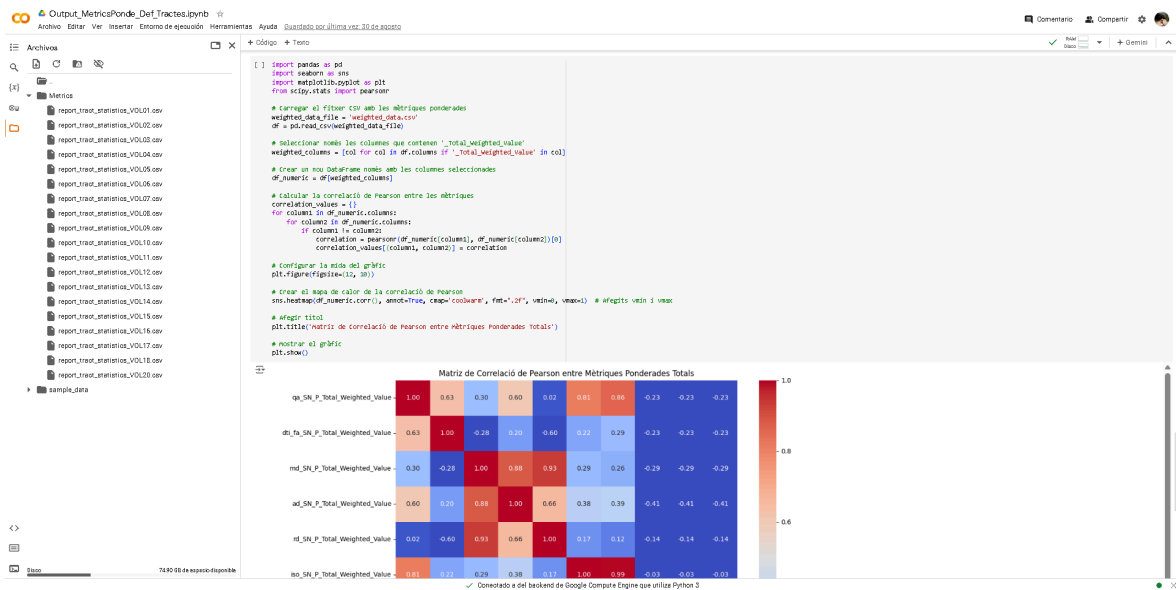 Output_MetricsPonde_Def_Tractes.ipynb
Archivo Editar Ver Insertar Entorno de ejecución Herramientas Ayuda Guardado por última vez: 30 de agosto
Comentario Compartir
Archivos
+ Código + Texto
RAM
Disco
+ Gemini
..
Metrics
report_tract_statistics_VOL01.csv
report_tract_statistics_VOL02.csv
report_tract_statistics_VOL03.csv
report_tract_statistics_VOL04.csv
report_tract_statistics_VOL05.csv
report_tract_statistics_VOL06.csv
report_tract_statistics_VOL07.csv
report_tract_statistics_VOL08.csv
report_tract_statistics_VOL09.csv
report_tract_statistics_VOL10.csv
report_tract_statistics_VOL11.csv
report_tract_statistics_VOL12.csv
report_tract_statistics_VOL13.csv
report_tract_statistics_VOL14.csv
report_tract_statistics_VOL15.csv
report_tract_statistics_VOL16.csv
report_tract_statistics_VOL17.csv
report_tract_statistics_VOL18.csv
report_tract_statistics_VOL20.csv
sample_data
Disco 74.90 GB de espacio disponible
[ ] import pandas as pd
import seaborn as sns
import matplotlib.pyplot as plt
from scipy.stats import pearsonr
# Carregar el fitxer CSV amb les mètriques ponderades
weighted_data_file = 'weighted_data.csv'
df = pd.read_csv(weighted_data_file)
# Seleccionar només les columnes que contenen '_Total_Weighted_Value'
weighted_columns = [col for col in df.columns if '_Total_Weighted_Value' in col]
# Crear un nou DataFrame només amb les columnes seleccionades
df_numeric = df[weighted_columns]
# Calcular la correlació de Pearson entre les mètriques
correlation_values = {}
for column1 in df_numeric.columns:
for column2 in df_numeric.columns:
if column1 != column2:
correlation = pearsonr(df_numeric[column1], df_numeric[column2])[0]
correlation_values[(column1, column2)] = correlation
# Configurar la mida del gràfic
plt.figure(figsize=(12, 10))
# Crear el mapa de calor de la correlació de Pearson
sns.heatmap(df_numeric.corr(), annot=True, cmap='coolwarm', fmt=".2f", vmin=0, vmax=1) # Afegits vmin i vmax
# Afegir títol
plt.title('Matriz de Correlació de Pearson entre Mètriques Ponderades Totals')
# Mostrar el gràfic
plt.show()
Matriz de Correlació de Pearson entre Mètriques Ponderades Totals
qa_SN_P_Total_Weighted_Value 1.00 0.63 0.30 0.60 0.02 0.81 0.86 -0.23 -0.23 -0.23
dti_fa_SN_P_Total_Weighted_Value 0.63 1.00 -0.28 0.20 -0.60 0.22 0.29 -0.23 -0.23 -0.23
md_SN_P_Total_Weighted_Value 0.30 -0.28 1.00 0.88 0.93 0.29 0.26 -0.29 -0.29 -0.29
ad_SN_P_Total_Weighted_Value 0.60 0.20 0.88 1.00 0.66 0.38 0.39 -0.41 -0.41 -0.41
rd_SN_P_Total_Weighted_Value 0.02 -0.60 0.93 0.66 1.00 0.17 0.12 -0.14 -0.14 -0.14
iso_SN_P_Total_Weighted_Value 0.81 0.22 0.29 0.38 0.17 1.00 0.99 -0.03 -0.03 -0.03
1.0
0.8
0.6
Conectado a del backend de Google Compute Engine que utiliza Python 3